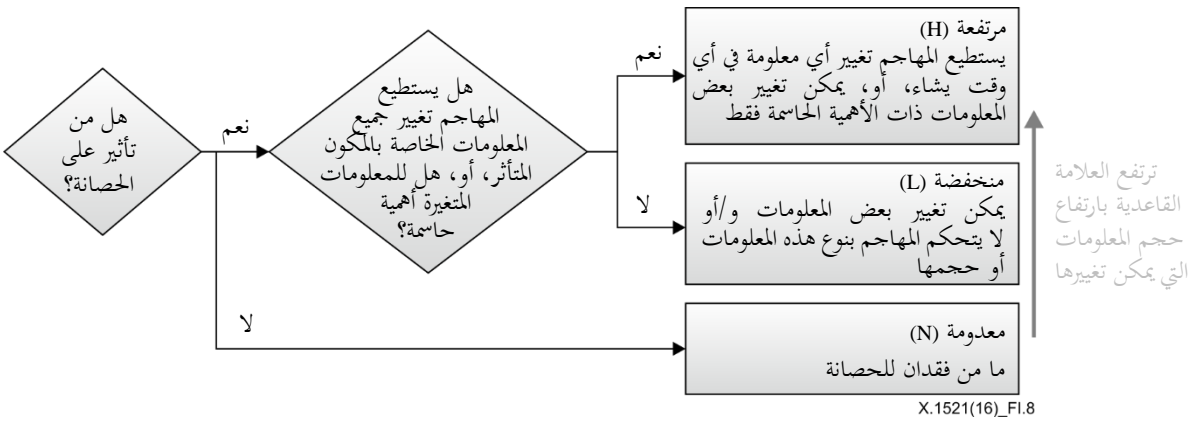 هل من
تأثير على
الحصانة؟
نعم
لا
هل يستطيع
المهاجم تغيير جميع
المعلومات الخاصة بالمكون
المتأثر، أو، هل للمعلومات
المتغيرة أهمية
حاسمة؟
نعم
لا
مرتفعة (H)
يستطيع المهاجم تغيير أي معلومة في أي
وقت يشاء، أو، يمكن تغيير بعض
المعلومات ذات الأهمية الحاسمة فقط
منخفضة (L)
يمكن تغيير بعض المعلومات و/أو
لا يتحكم المهاجم بنوع هذه المعلومات
أو حجمها
معدومة (N)
ما من فقدان للحصانة
ترتفع العلامة
القاعدية بارتفاع
حجم المعلومات
التي يمكن تغييرها
X.1521(16)_FI.8